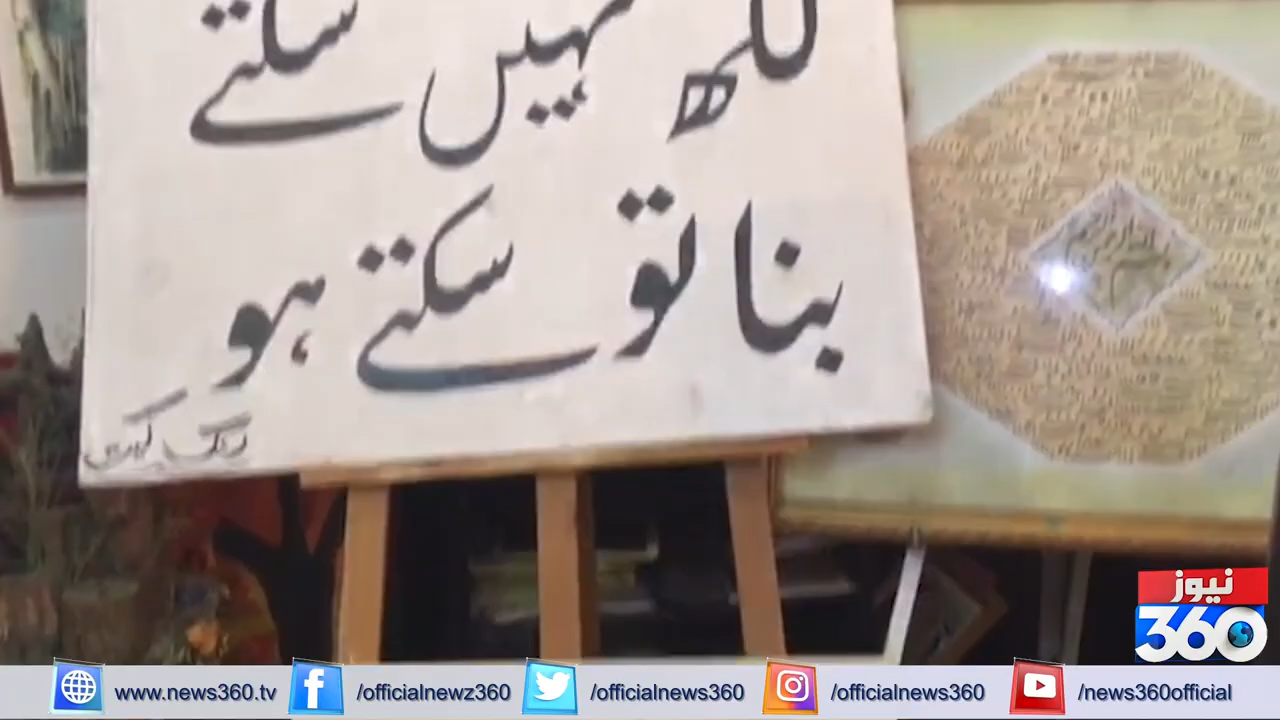 لکھ نہیں سکتے
بنا تو سکتے ہو
نیوز
360
www.news360.tv
/officialnewz360
/officialnews360
/officialnews360
/news360official